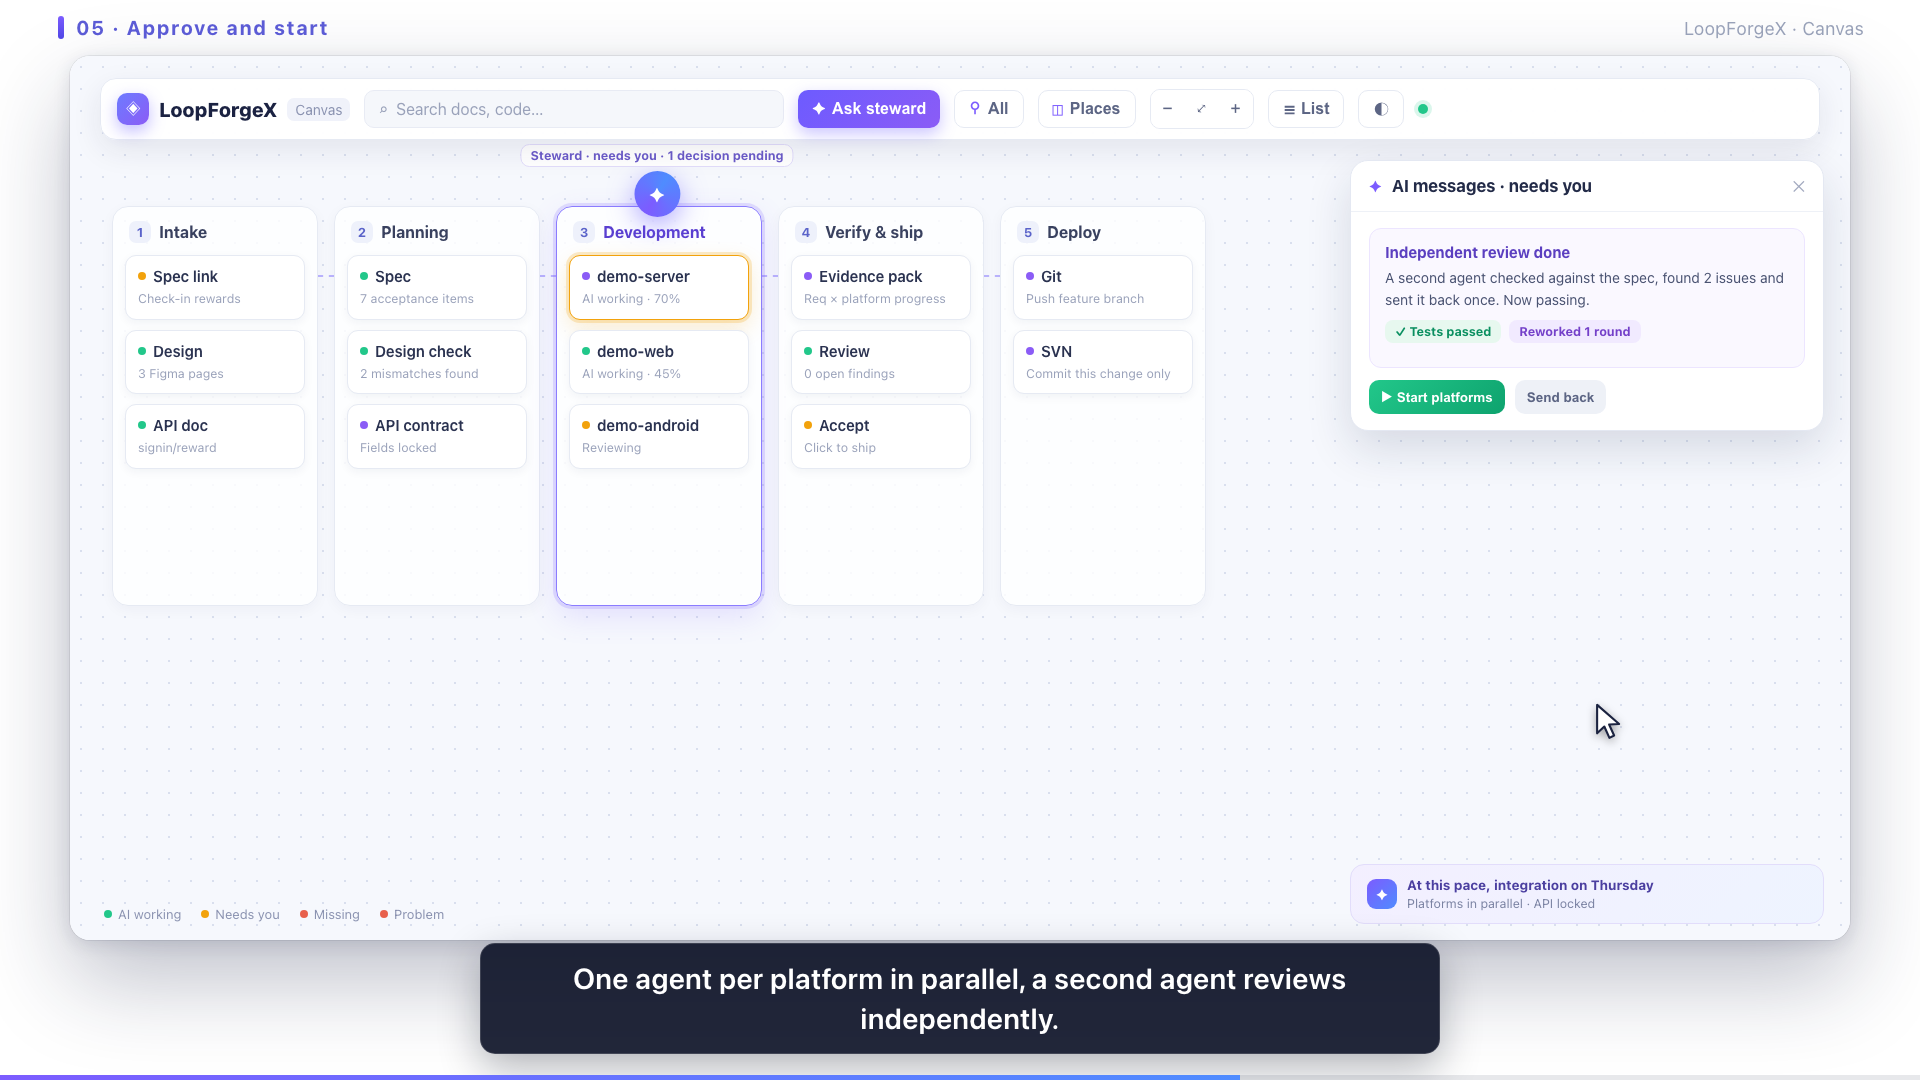 05 · Approve and start
LoopForgeX · Canvas
LoopForgeX
Canvas
Search docs, code...
Ask steward
All
Places
List
Steward · needs you · 1 decision pending
1 Intake
Spec link
Check-in rewards
Design
3 Figma pages
API doc
signin/reward
2 Planning
Spec
7 acceptance items
Design check
2 mismatches found
API contract
Fields locked
3 Development
demo-server
AI working · 70%
demo-web
AI working · 45%
demo-android
Reviewing
4 Verify & ship
Evidence pack
Req × platform progress
Review
0 open findings
Accept
Click to ship
5 Deploy
Git
Push feature branch
SVN
Commit this change only
AI messages · needs you
Independent review done
A second agent checked against the spec, found 2 issues and
sent it back once. Now passing.
✓ Tests passed
Reworked 1 round
▶ Start platforms
Send back
At this pace, integration on Thursday
Platforms in parallel · API locked
AI working
Needs you
Missing
Problem
One agent per platform in parallel, a second agent reviews
independently.